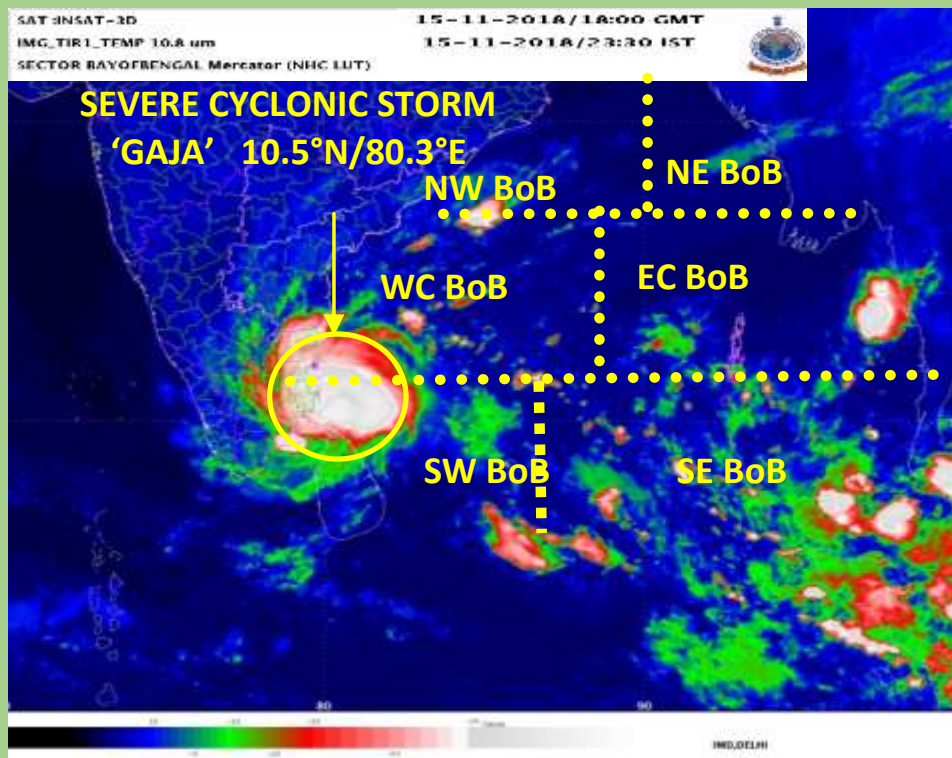 SAT :INSAT-3D 15-11-2018/18:00 GMT
IMG_TIR1_TEMP 10.8 um 15-11-2018/23:30 IST
SECTOR BAYOFBENGAL Mercator (NHC LUT)
SEVERE CYCLONIC STORM
'GAJA' 10.5°N/80.3°E
NW BoB
NE BoB
WC BoB
EC BoB
SW BoB
SE BoB
80 90
IMD,DELHI